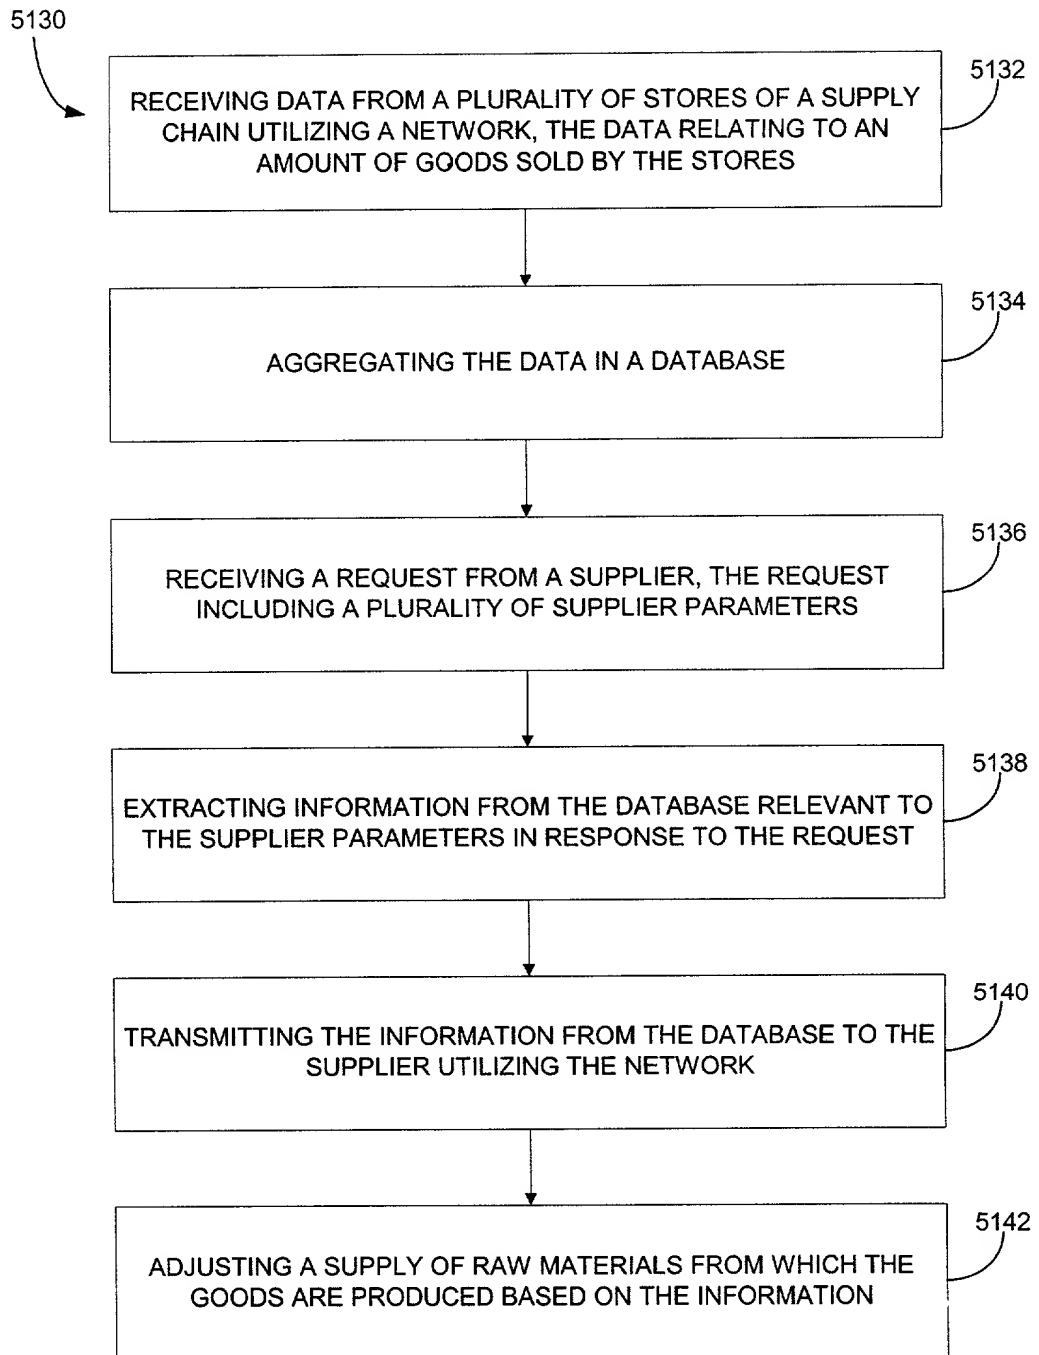 5130
5132
RECEIVING DATA FROM A PLURALITY OF STORES OF A SUPPLY
CHAIN UTILIZING A NETWORK, THE DATA RELATING TO AN
AMOUNT OF GOODS SOLD BY THE STORES
5134
AGGREGATING THE DATA IN A DATABASE
5136
RECEIVING A REQUEST FROM A SUPPLIER, THE REQUEST
INCLUDING A PLURALITY OF SUPPLIER PARAMETERS
5138
EXTRACTING INFORMATION FROM THE DATABASE RELEVANT TO
THE SUPPLIER PARAMETERS IN RESPONSE TO THE REQUEST
5140
TRANSMITTING THE INFORMATION FROM THE DATABASE TO THE
SUPPLIER UTILIZING THE NETWORK
5142
ADJUSTING A SUPPLY OF RAW MATERIALS FROM WHICH THE
GOODS ARE PRODUCED BASED ON THE INFORMATION